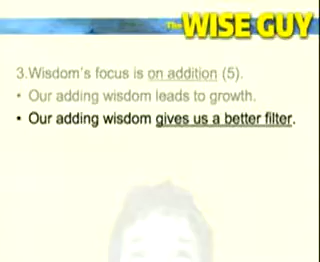 The WISE GUY
3.Wisdom's focus is on addition (5).
• Our adding wisdom leads to growth.
• Our adding wisdom gives us a better filter.